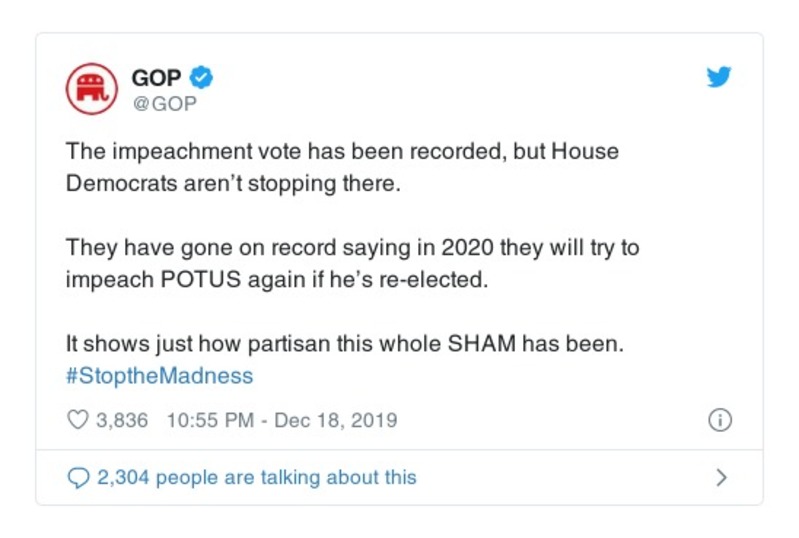 GOP
@GOP
The impeachment vote has been recorded, but House
Democrats aren’t stopping there.
They have gone on record saying in 2020 they will try to
impeach POTUS again if he’s re-elected.
It shows just how partisan this whole SHAM has been.
#StoptheMadness
3,836 10:55 PM - Dec 18, 2019
2,304 people are talking about this